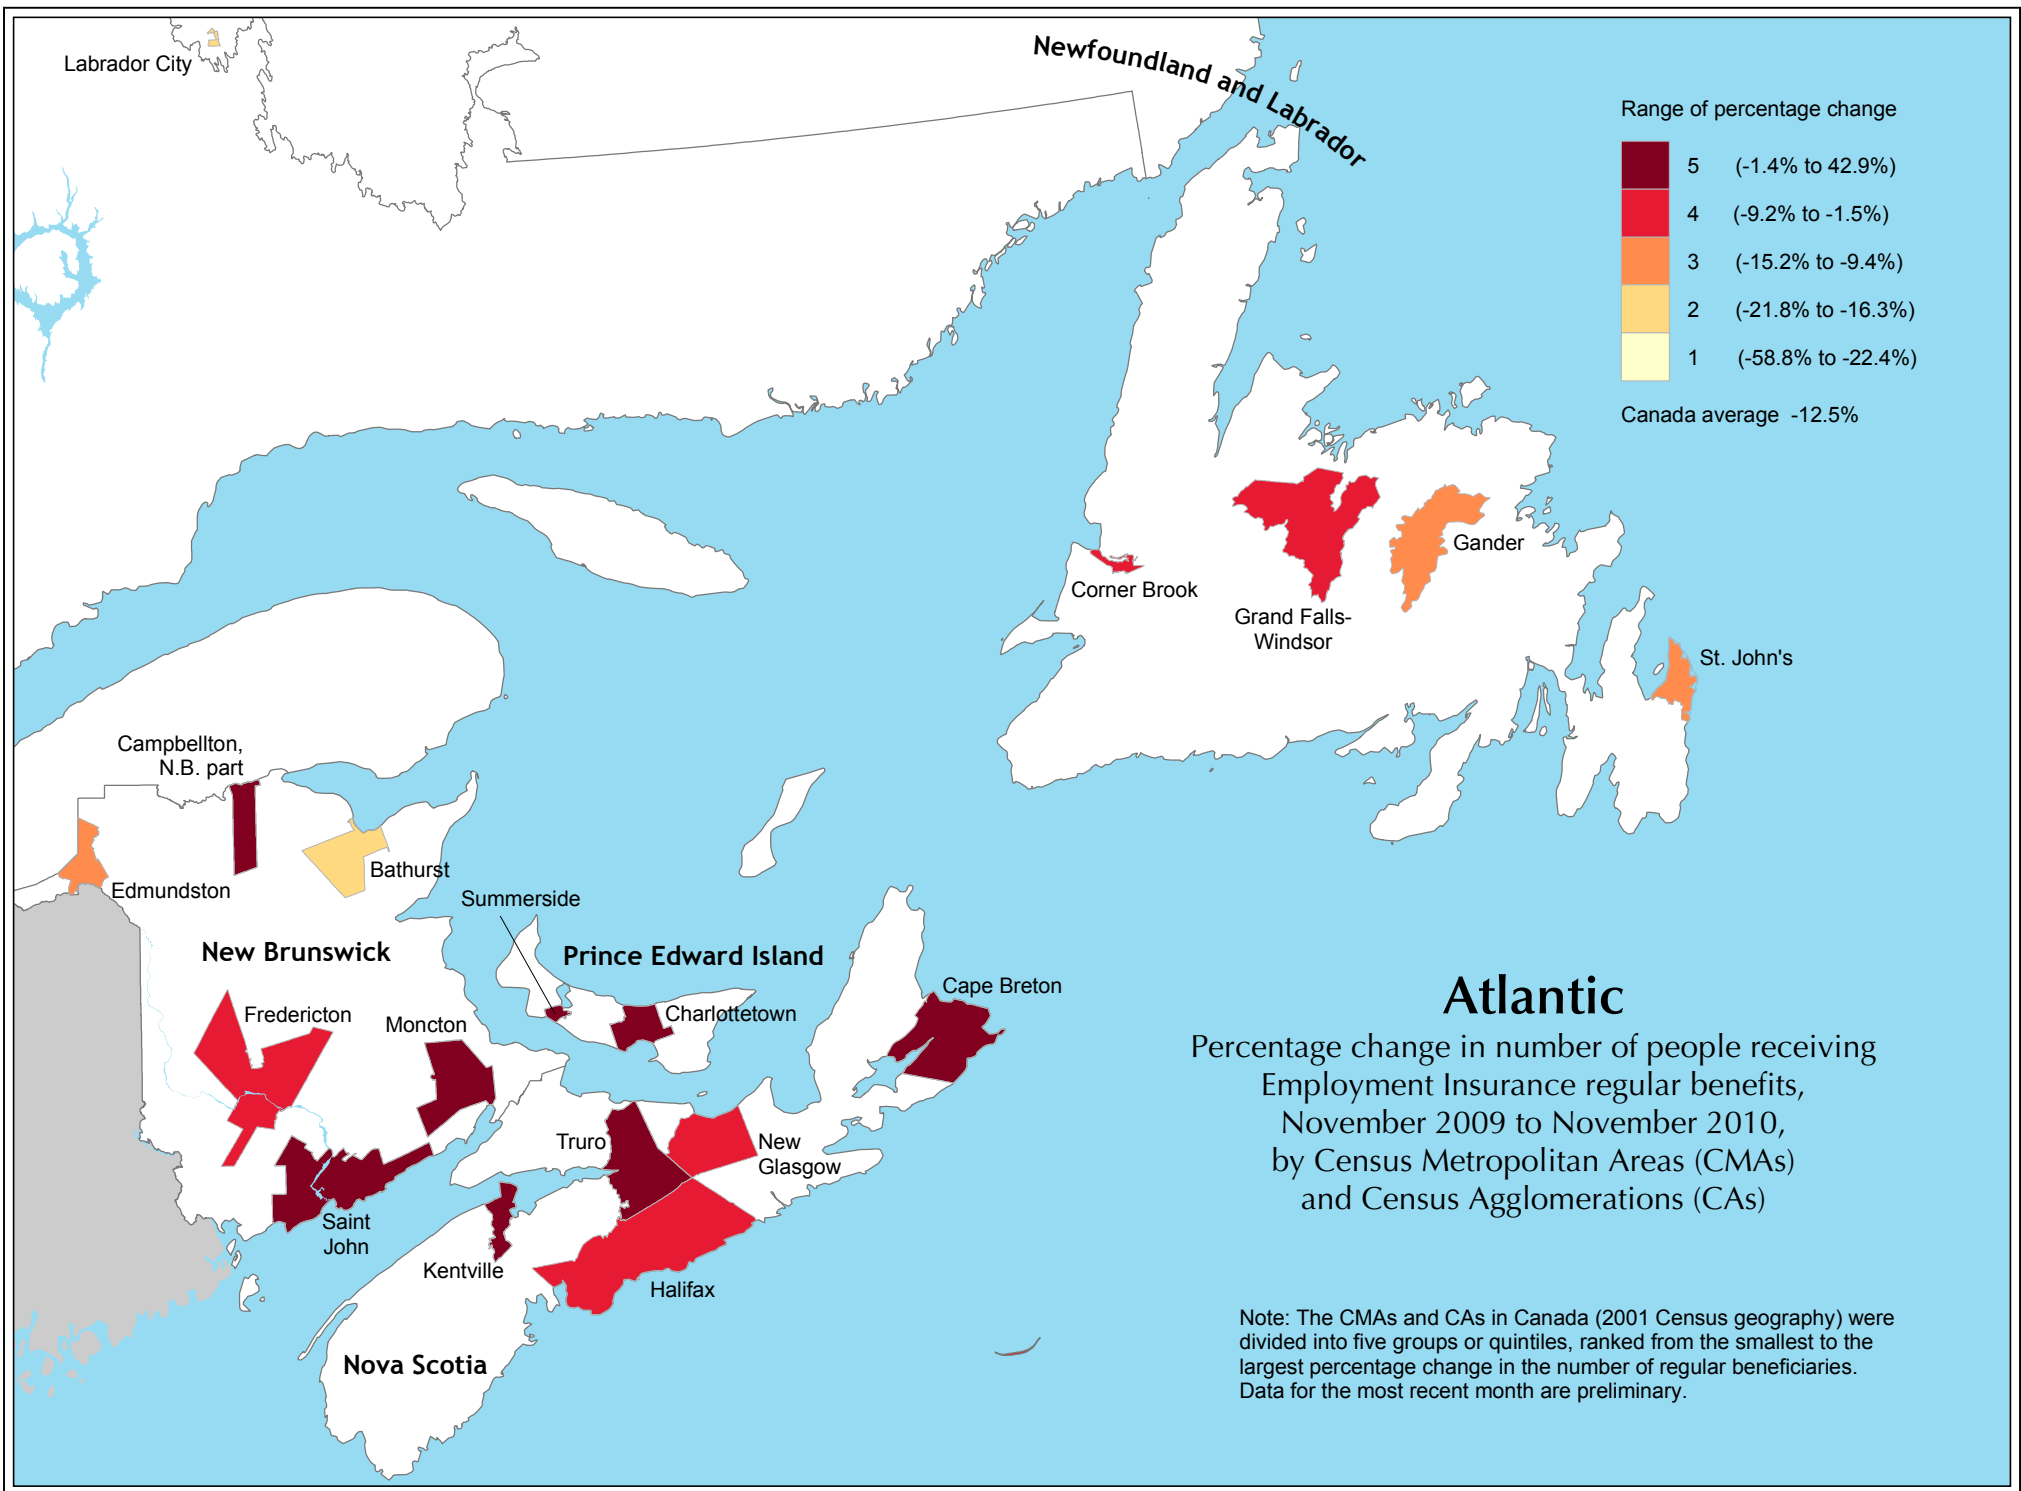 Labrador City
Newfoundland and Labrador
Range of percentage change
5 (-1.4% to 42.9%)
4 (-9.2% to -1.5%)
3 (-15.2% to -9.4%)
2 (-21.8% to -16.3%)
1 (-58.8% to -22.4%)
Canada average -12.5%
Gander
Corner Brook
Grand Falls-
Windsor
St. John's
Campbellton,
N.B. part
Bathurst
Edmundston
Summerside
New Brunswick
Prince Edward Island
Cape Breton
Fredericton
Moncton
Charlottetown
Truro
New
Glasgow
Saint
John
Kentville
Halifax
Nova Scotia
Atlantic
Percentage change in number of people receiving
Employment Insurance regular benefits,
November 2009 to November 2010,
by Census Metropolitan Areas (CMAs)
and Census Agglomerations (CAs)
Note: The CMAs and CAs in Canada (2001 Census geography) were
divided into five groups or quintiles, ranked from the smallest to the
largest percentage change in the number of regular beneficiaries.
Data for the most recent month are preliminary.